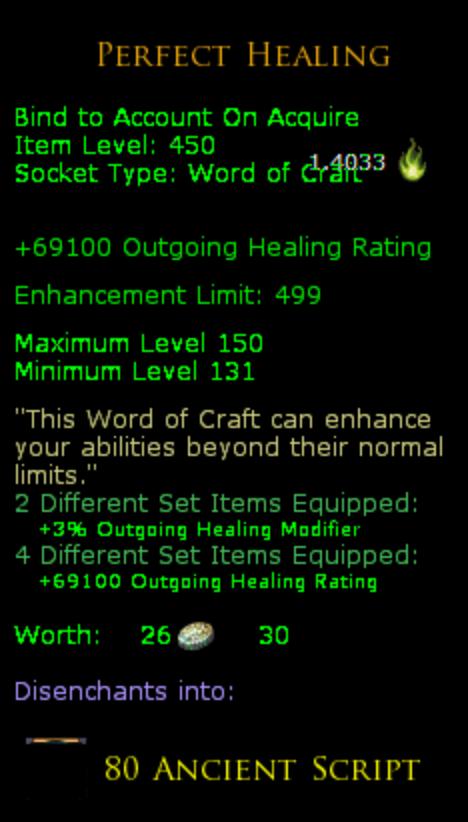 PERFECT HEALING
Bind to Account On Acquire
Item Level: 450
1.4033
Socket Type: Word of Craft
+69100 Outgoing Healing Rating
Enhancement Limit: 499
Maximum Level 150
Minimum Level 131
"This Word of Craft can enhance
your abilities beyond their normal
limits."
2 Different Set Items Equipped:
+3% Outgoing Healing Modifier
4 Different Set Items Equipped:
+69100 Outgoing Healing Rating
Worth: 26 30
Disenchants into:
80 ANCIENT SCRIPT